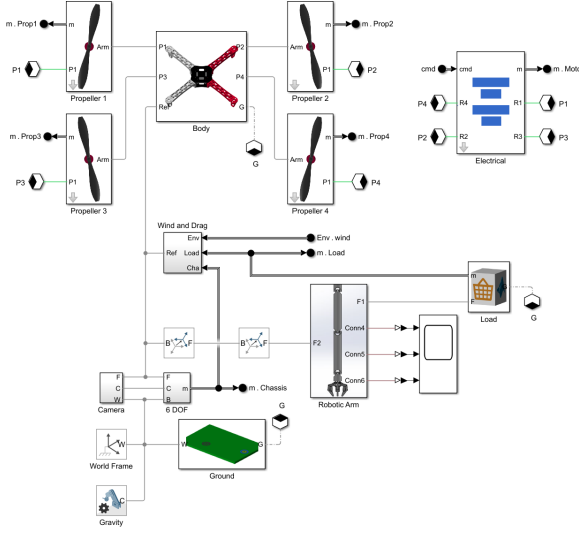 m . Prop1
m
Arm
P1
P1
Propeller 1
P1
P2
P3
P4
Ref
G
Body
G
m
m . Prop2
Arm
P1
P2
Propeller 2
cmd
cmd
m
m . Moto
P4
R4
R1
P1
P2
R2
R3
P3
Electrical
m . Prop3
m
Arm
P3
P1
Propeller 3
m
m . Prop4
Arm
P1
P4
Propeller 4
Wind and Drag
Env
Env . wind
Ref
Load
m . Load
Cha
m
F
Load
G
F1
B
F
B
F
F2
Conn4
Conn5
Conn6
Robotic Arm
F
F
C
C
m
m . Chassis
W
B
Camera
6 DOF
G
W
World Frame
W
G
Ground
C
Gravity